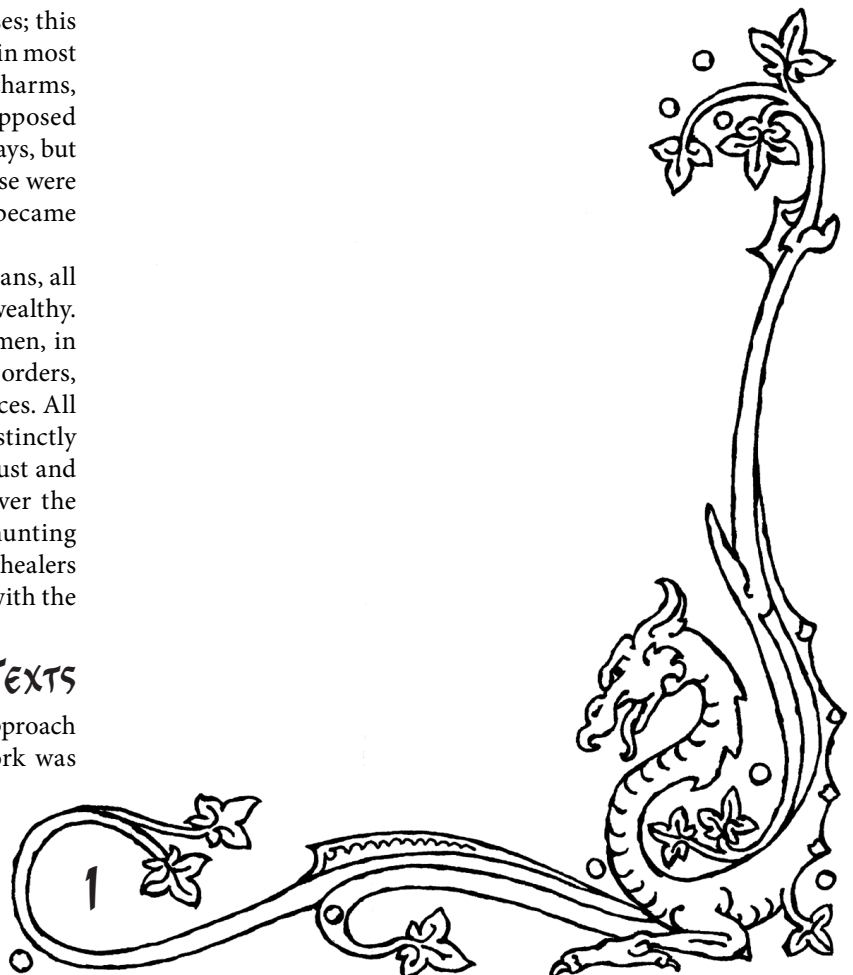 es; this
in most
harms,
pposed
ays, but
se were
became
ans, all
wealthy.
men, in
orders,
ces. All
stinctly
ust and
ver the
hunting
healers
with the
TEXTS
pproach
ork was
1